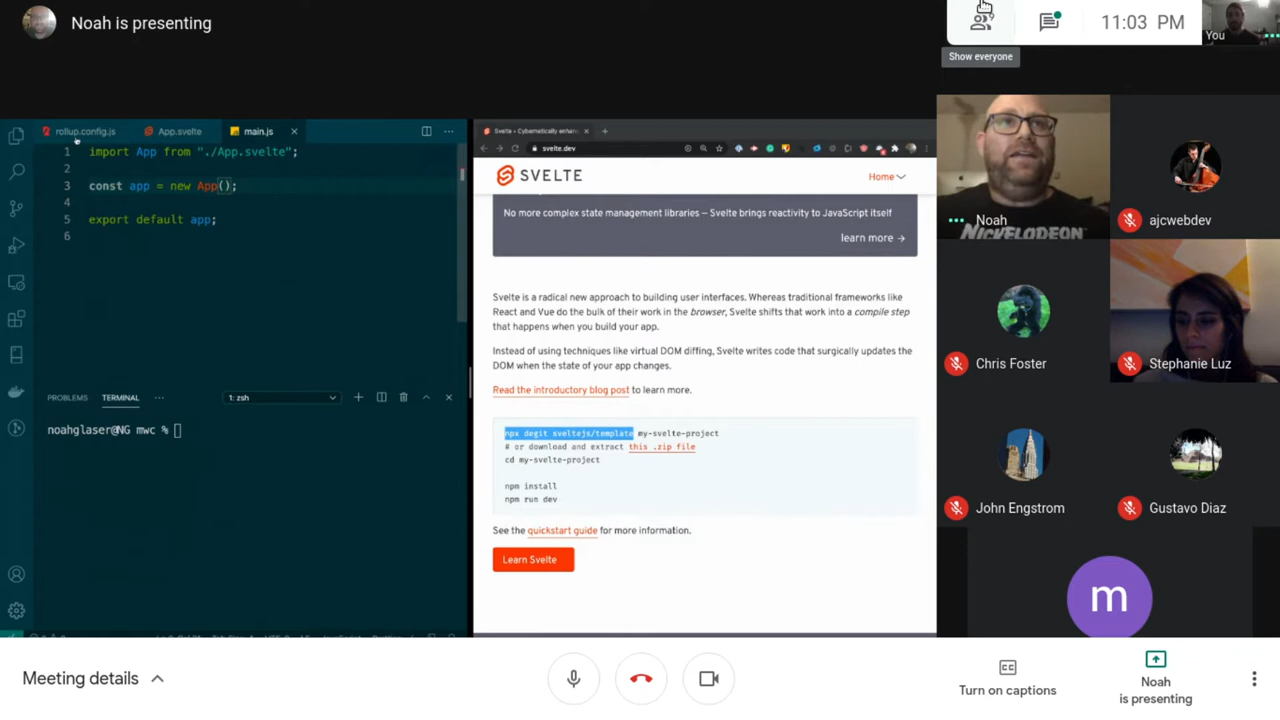 Noah is presenting
11:03 PM
You
Show everyone
rollup.config.js
App.svelte
main.js
1 import App from "./App.svelte";
2
3 const app = new App();
4
5 export default app;
6
PROBLEMS
TERMINAL
1: zsh
noahglaser@NG mwc %
Svelte • Cybernetically enhanc
svelte.dev
SVELTE
Home
No more complex state management libraries – Svelte brings reactivity to JavaScript itself
learn more →
Svelte is a radical new approach to building user interfaces. Whereas traditional frameworks like
React and Vue do the bulk of their work in the browser, Svelte shifts that work into a compile step
that happens when you build your app.
Instead of using techniques like virtual DOM diffing, Svelte writes code that surgically updates the
DOM when the state of your app changes.
Read the introductory blog post to learn more.
npx degit sveltejs/template my-svelte-project
# or download and extract this .zip file
cd my-svelte-project
npm install
npm run dev
See the quickstart guide for more information.
Learn Svelte
NICKELODEON
Noah
ajcwebdev
Chris Foster
Stephanie Luz
John Engstrom
Gustavo Diaz
m
Meeting details
Turn on captions
Noah
is presenting